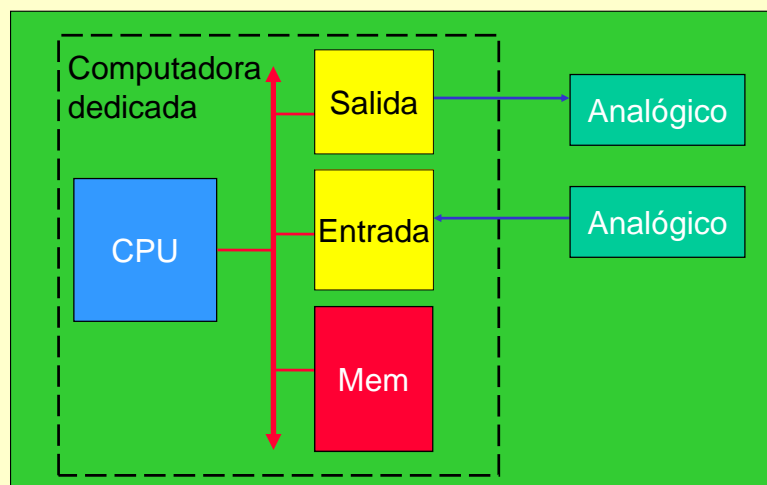 Computadora
dedicada
Salida
Analógico
CPU
Entrada
Analógico
Mem